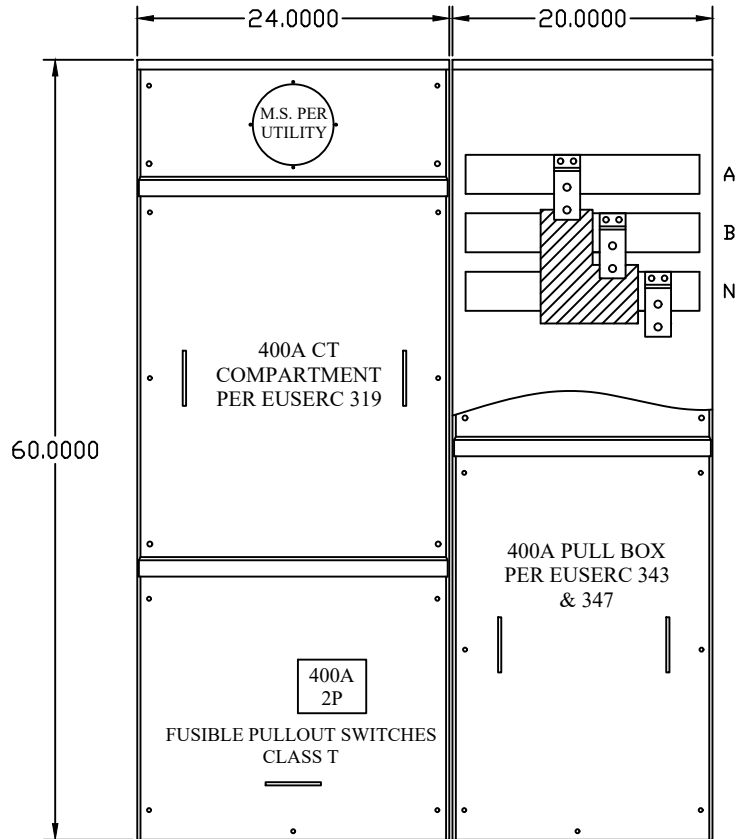 24.0000
20.0000
60.0000
M.S. PER
UTILITY
A
B
N
400A CT
COMPARTMENT
PER EUSERC 319
400A PULL BOX
PER EUSERC 343
& 347
400A
2P
FUSIBLE PULLOUT SWITCHES
CLASS T